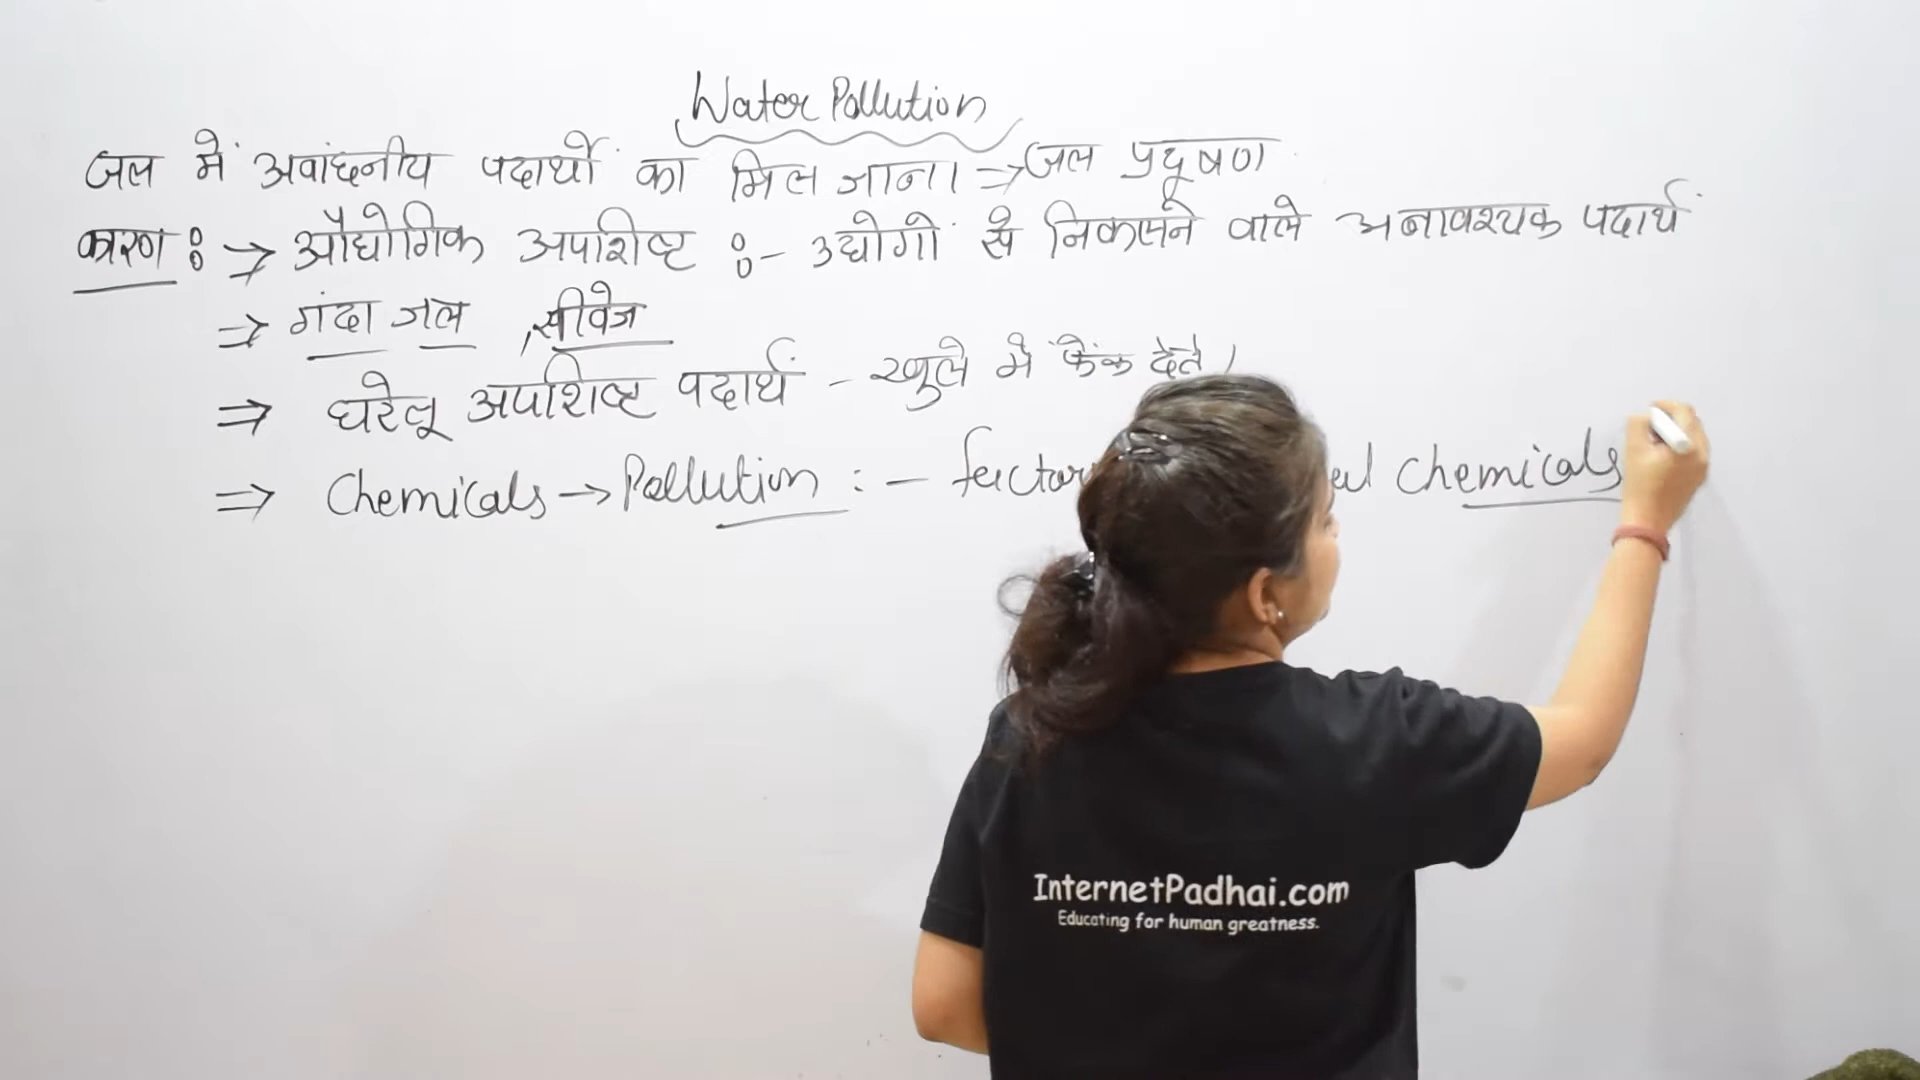 Water Pollution
जल में अवांछनीय पदार्थों का मिल जाना। ⇒ जल प्रदूषण
कारण : ⇒ औद्योगिक अपशिष्ट :- उद्योगों से निकालने वाले अनावश्यक पदार्थ
⇒ गंदा जल , सीवेज
⇒ घरेलू अपशिष्ट पदार्थ - खुले में फेंक देते।
⇒ Chemicals → Pollution : - Chemicals
InternetPadhai.com
Educating for human greatness.